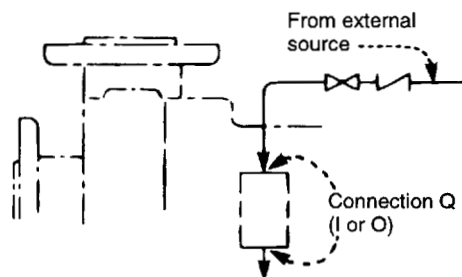 From external
source
Connection Q
(I or O)